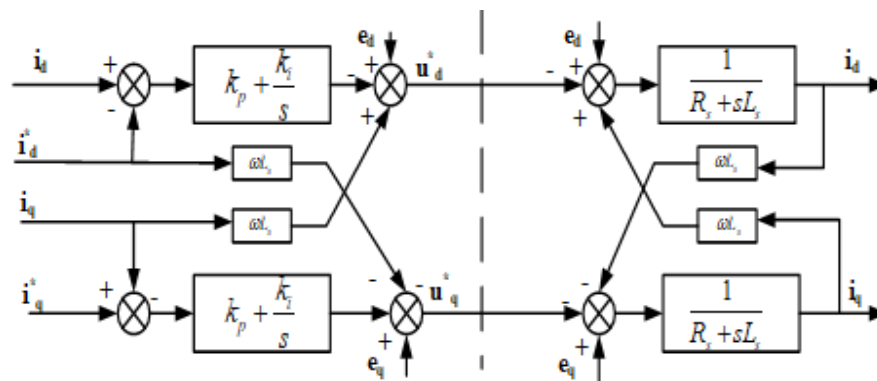 e_d e_d
i_d + - k_p + k_i/s - + + u*_d - + + 1/(R_s + sL_s) i_d
i*_d ωL_s ωL_s
i_q ωL_s ωL_s
i*_q + - k_p + k_i/s - - + u*_q - - + 1/(R_s + sL_s) i_q
e_q e_q